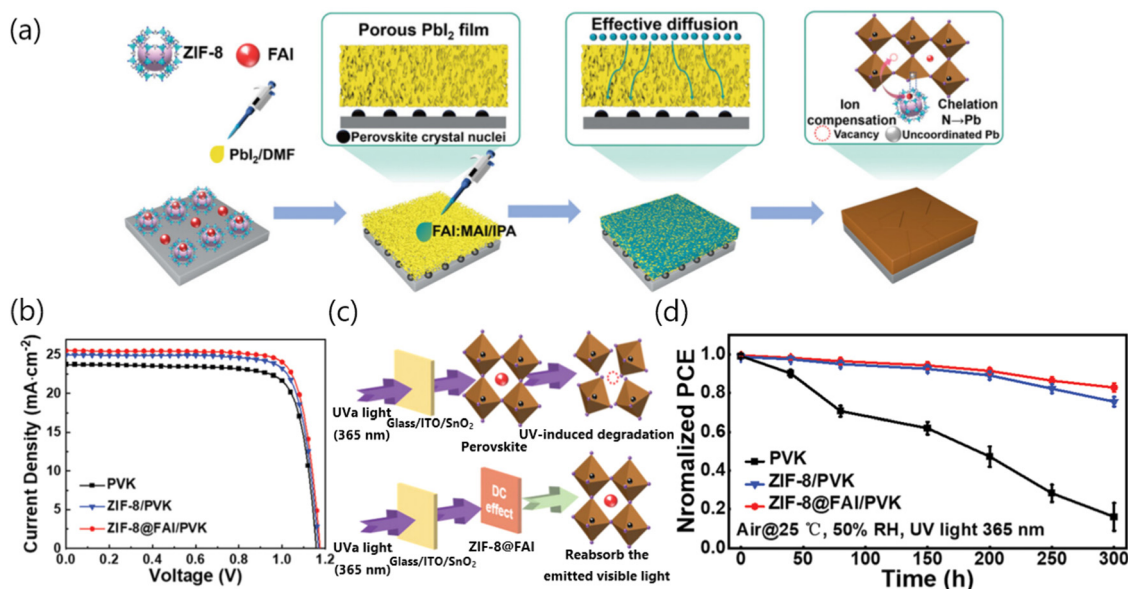 (a)
ZIF-8
FAI
PbI₂/DMF
Porous PbI₂ film
Perovskite crystal nuclei
FAI:MAI/IPA
Effective diffusion
Ion
compensation
Vacancy
Chelation
N→Pb
Uncoordinated Pb
(b)
Current Density (mA·cm⁻²)
25
20
15
10
5
0
PVK
ZIF-8/PVK
ZIF-8@FAI/PVK
0.0 0.2 0.4 0.6 0.8 1.0 1.2
Voltage (V)
(c)
UVa light
(365 nm)
Glass/ITO/SnO₂
Perovskite
UV-induced degradation
UVa light
(365 nm)
Glass/ITO/SnO₂
DC
effect
ZIF-8@FAI
Reabsorb the
emitted visible light
(d)
Nromalized PCE
1.0
0.8
0.6
0.4
0.2
0.0
PVK
ZIF-8/PVK
ZIF-8@FAI/PVK
Air@25 ℃, 50% RH, UV light 365 nm
0 50 100 150 200 250 300
Time (h)